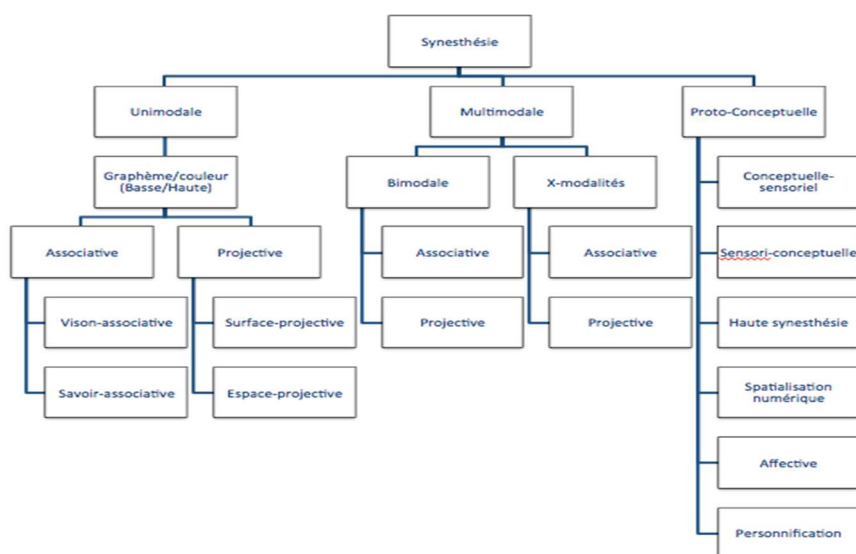 Synesthésie
Unimodale
Multimodale
Proto-Conceptuelle
Graphème/couleur
(Basse/Haute)
Bimodale
X-modalités
Conceptuelle-
sensoriel
Associative
Projective
Associative
Associative
Sensori-conceptuelle
Vison-associative
Surface-projective
Projective
Projective
Haute synesthésie
Savoir-associative
Espace-projective
Spatialisation
numérique
Affective
Personnification